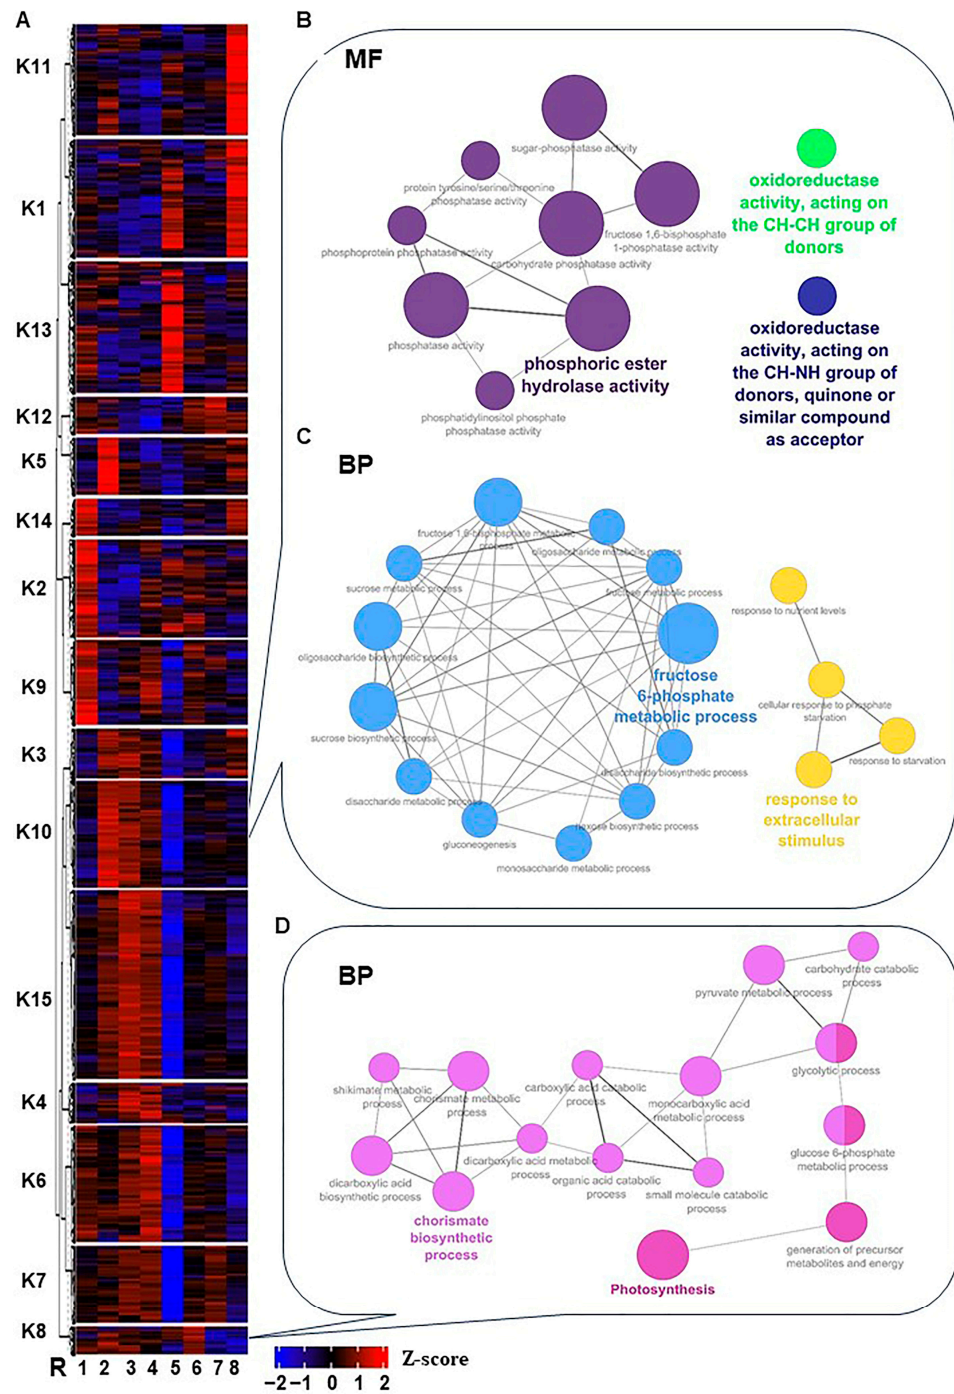 A
K11
K1
K13
K12
K5
K14
K2
K9
K3
K10
K15
K4
K6
K7
K8
R 1 2 3 4 5 6 7 8
B
MF
sugar-phosphatase activity
protein tyrosine/serine/threonine
phosphatase activity
fructose 1,6-bisphosphate
1-phosphatase activity
phosphoprotein phosphatase activity
carbohydrate phosphatase activity
phosphatase activity
phosphoric ester
hydrolase activity
phosphatidylinositol phosphate
phosphatase activity
oxidoreductase
activity, acting on
the CH-CH group of
donors
oxidoreductase
activity, acting on
the CH-NH group of
donors, quinone or
similar compound
as acceptor
C
BP
fructose 1,6-bisphosphate metabolic
process
oligosaccharide metabolic process
sucrose metabolic process
fructose metabolic process
oligosaccharide biosynthetic process
fructose
6-phosphate
metabolic process
sucrose biosynthetic process
disaccharide biosynthetic process
disaccharide metabolic process
hexose biosynthetic process
gluconeogenesis
monosaccharide metabolic process
response to nutrient levels
cellular response to phosphate
starvation
response to starvation
response to
extracellular
stimulus
D
BP
carbohydrate catabolic
process
pyruvate metabolic process
glycolytic process
shikimate metabolic
process
chorismate metabolic
process
carboxylic acid catabolic
process
monocarboxylic acid
metabolic process
glucose 6-phosphate
metabolic process
dicarboxylic acid
biosynthetic process
dicarboxylic acid metabolic
process
organic acid catabolic
process
small molecule catabolic
process
chorismate
biosynthetic
process
generation of precursor
metabolites and energy
Photosynthesis
Z-score
−2 −1 0 1 2